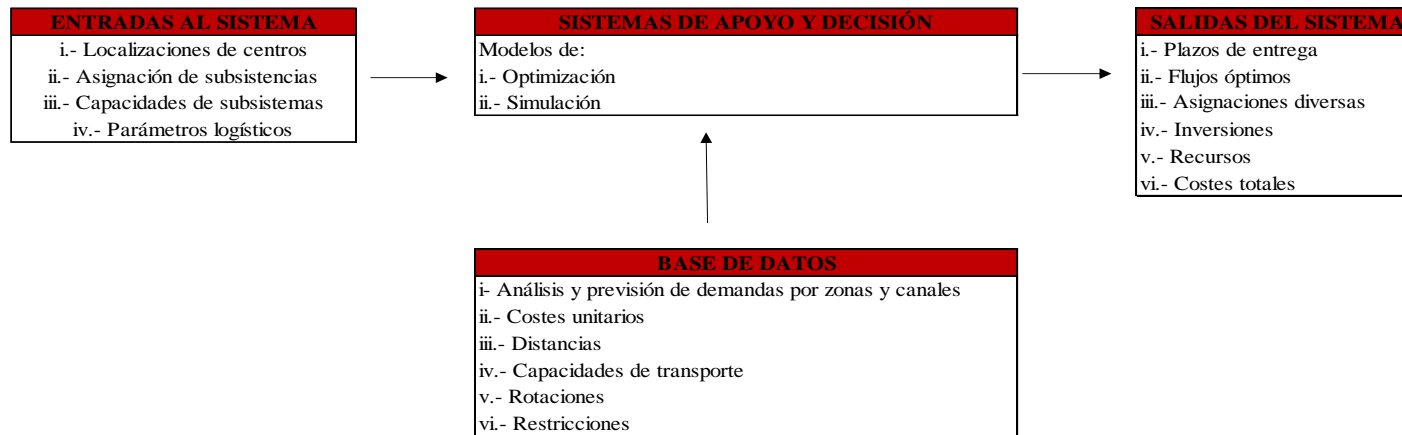 ENTRADAS AL SISTEMA
i.- Localizaciones de centros
ii.- Asignación de subsistencias
iii.- Capacidades de subsistemas
iv.- Parámetros logísticos
SISTEMAS DE APOYO Y DECISIÓN
Modelos de:
i.- Optimización
ii.- Simulación
SALIDAS DEL SISTEMA
i.- Plazos de entrega
ii.- Flujos óptimos
iii.- Asignaciones diversas
iv.- Inversiones
v.- Recursos
vi.- Costes totales
BASE DE DATOS
i- Análisis y previsión de demandas por zonas y canales
ii.- Costes unitarios
iii.- Distancias
iv.- Capacidades de transporte
v.- Rotaciones
vi.- Restricciones